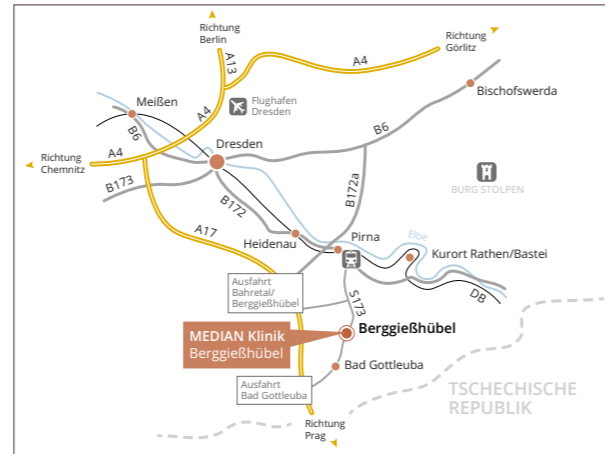 Richtung
Berlin
Richtung
Görlitz
A13
A4
Bischofswerda
Meißen
A4
Flughafen
Dresden
B6
B6
Dresden
Richtung
Chemnitz
A4
B173
B172
B172a
BURG STOLPEN
A17
Heidenau
Pirna
Elbe
Kurort Rathen/Bastei
Ausfahrt
Bahretal/
Berggießhübel
S173
DB
MEDIAN Klinik
Berggießhübel
Berggießhübel
Bad Gottleuba
Ausfahrt
Bad Gottleuba
TSCHECHISCHE
REPUBLIK
Richtung
Prag